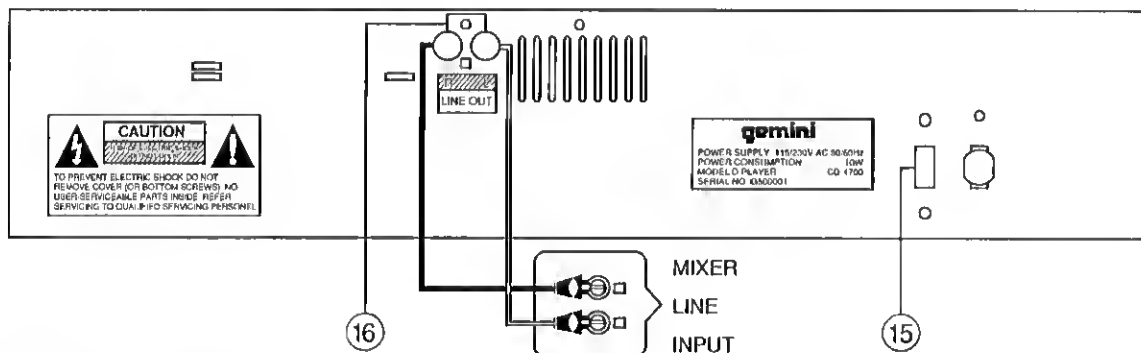 LINE OUT
CAUTION
TO PREVENT ELECTRIC SHOCK DO NOT
REMOVE COVER (OR BOTTOM SCREWS) NO
USER-SERVICEABLE PARTS INSIDE REFER
SERVICING TO QUALIFIED SERVICING PERSONEL
gemini
POWER SUPPLY 115/230V AC 50/60Hz
POWER CONSUMPTION 10W
MODEL D PLAYER CD 4700
SERIAL NO
MIXER
LINE
INPUT
16
15